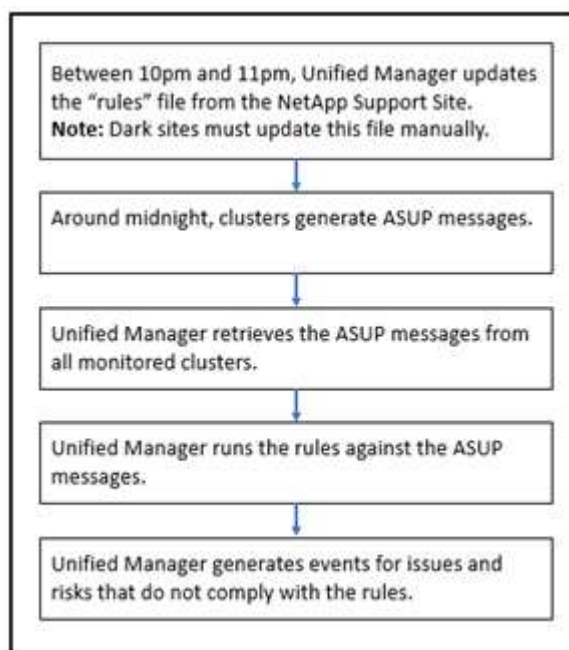 Between 10pm and 11pm, Unified Manager updates
the “rules” file from the NetApp Support Site.
Note: Dark sites must update this file manually.
Around midnight, clusters generate ASUP messages.
Unified Manager retrieves the ASUP messages from
all monitored clusters.
Unified Manager runs the rules against the ASUP
messages.
Unified Manager generates events for issues and
risks that do not comply with the rules.